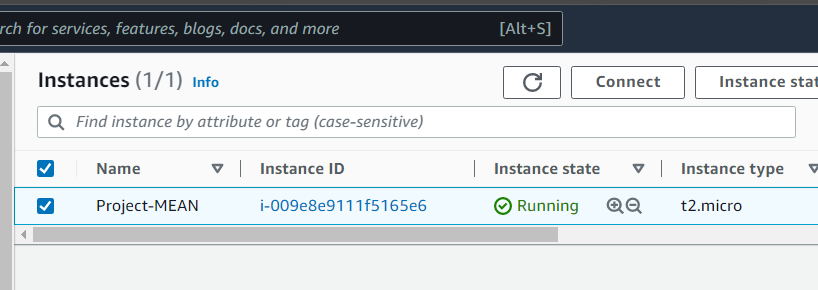 rch for services, features, blogs, docs, and more [Alt+S]
Instances (1/1) Info Connect Instance stat
Find instance by attribute or tag (case-sensitive)
Name Instance ID Instance state Instance type
Project-MEAN i-009e8e9111f5165e6 Running t2.micro